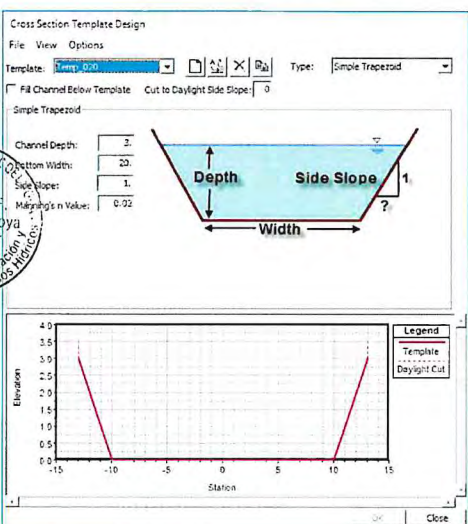 Cross Section Template Design
File View Options
Template: Temp_020 Type: Simple Trapezoid
Fill Channel Below Template Cut to Daylight Side Slope: 0
Simple Trapezoid
Channel Depth: 3.
Bottom Width: 20.
Side Slope: 1.
Manning's n Value: 0.02
Depth
Side Slope
1
?
Width
Legend
Template
Daylight Cut
Elevation
4.0
3.5
3.0
2.5
2.0
1.5
1.0
0.5
0.0
-15 -10 -5 0 5 10 15
Station
OK Close